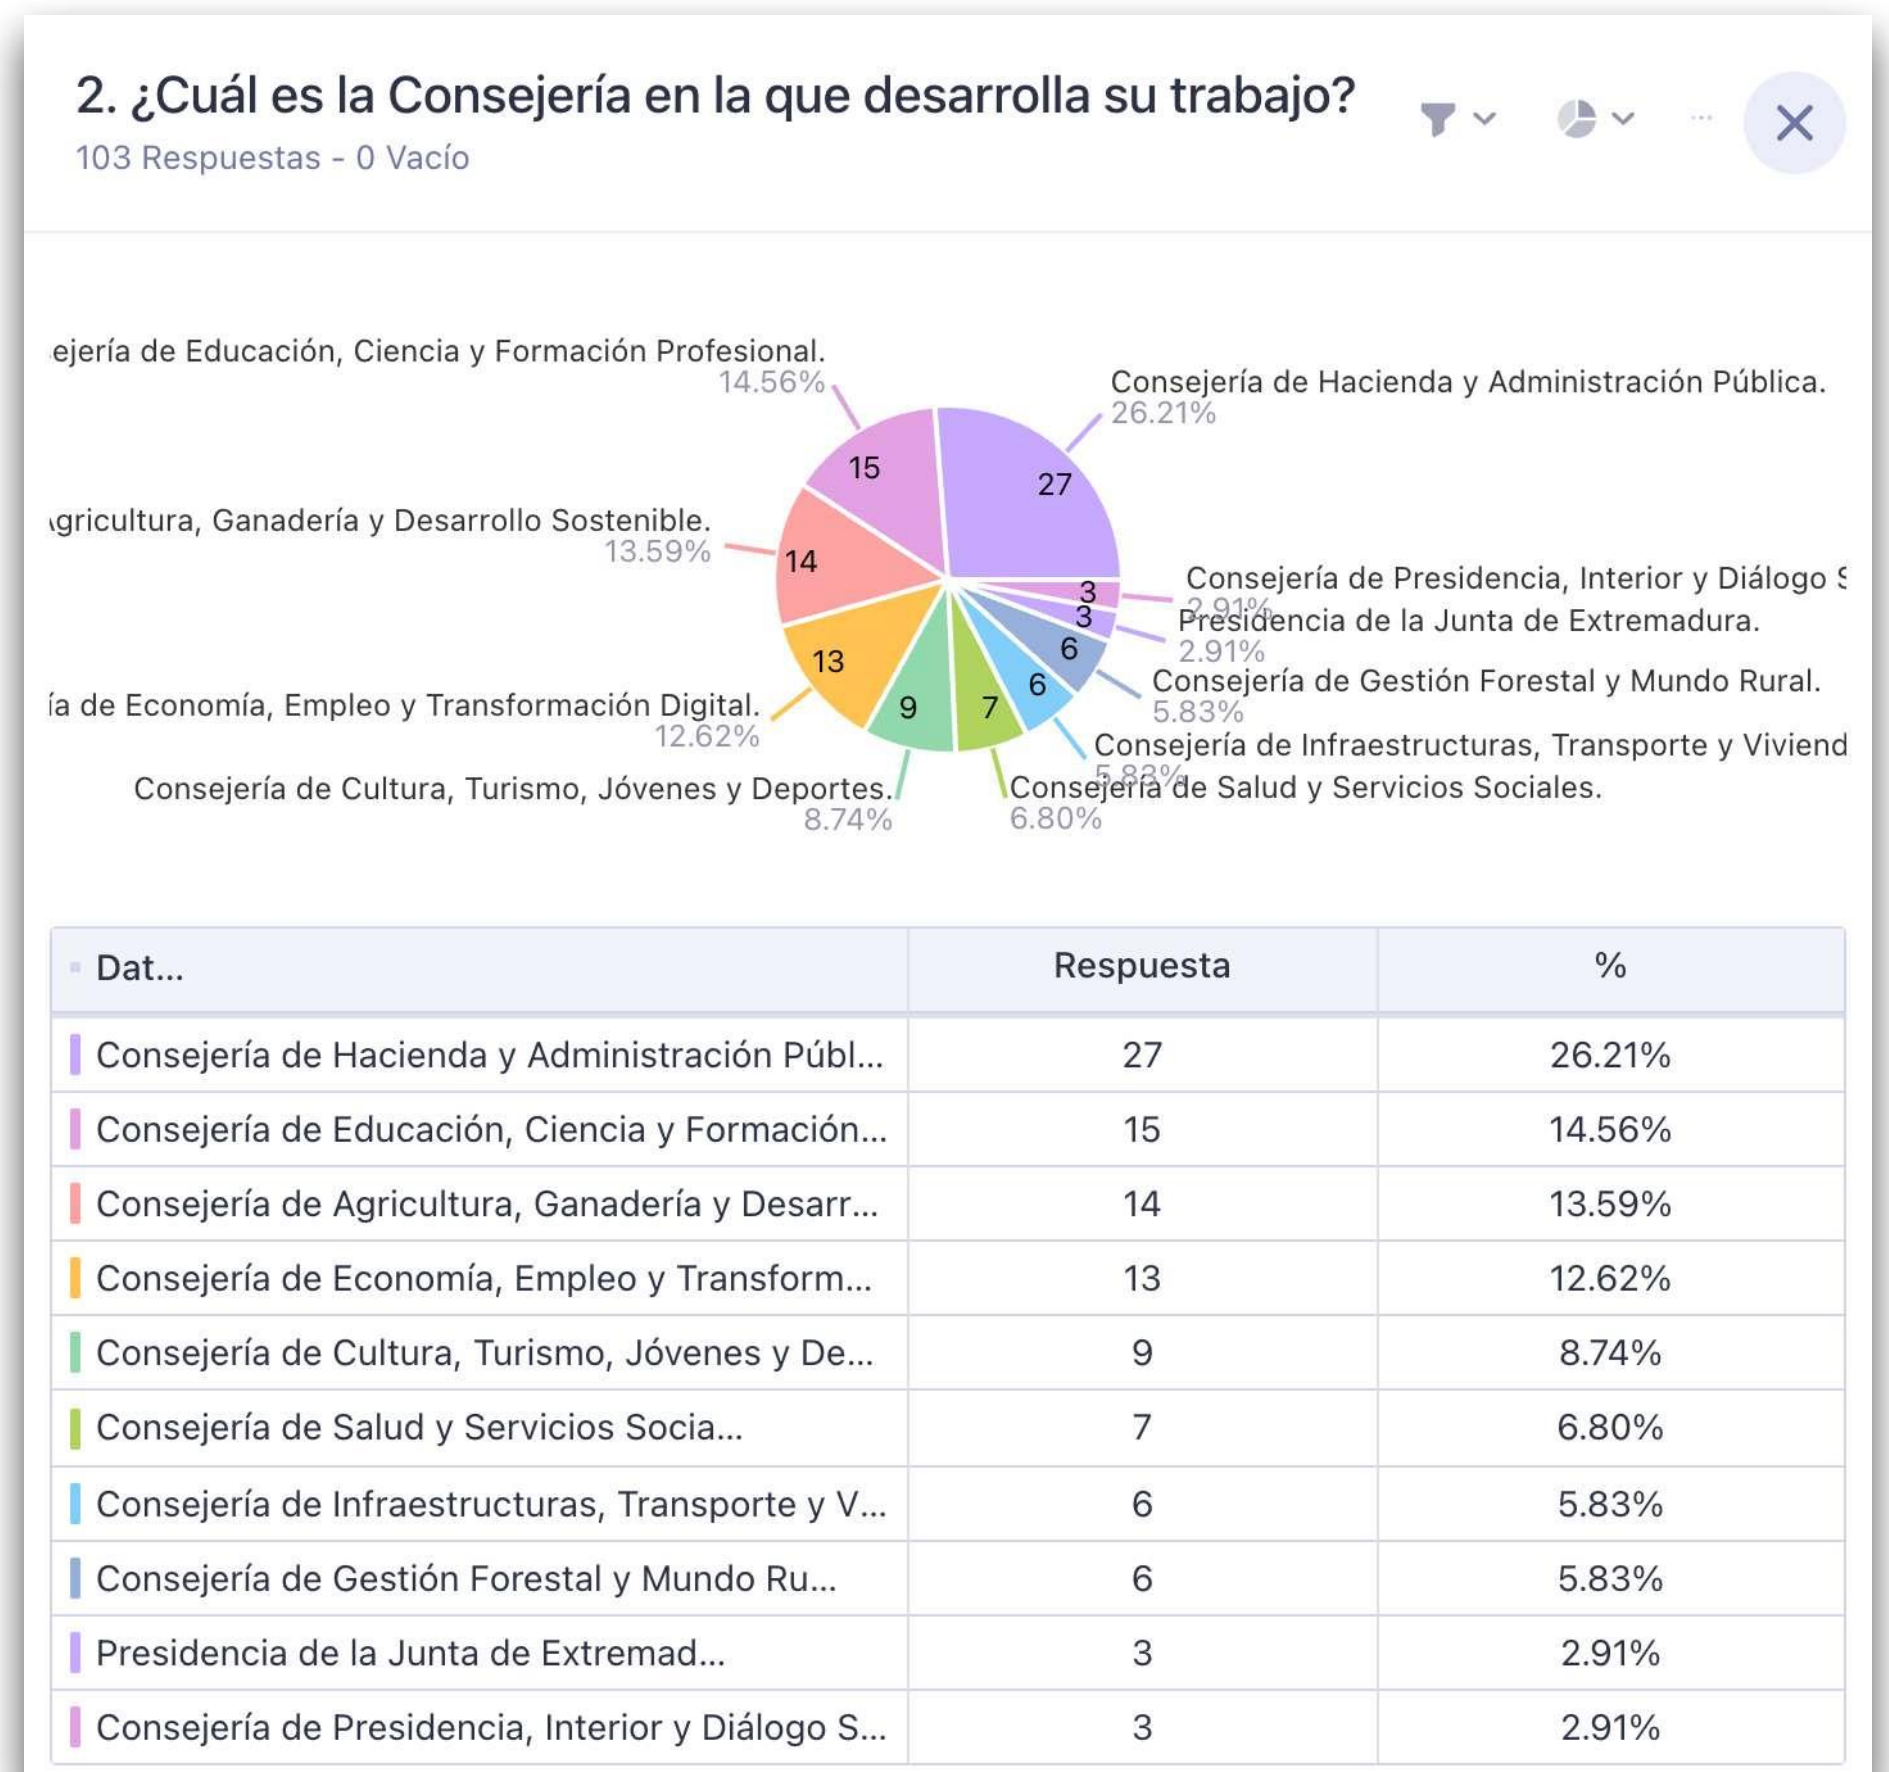 2. ¿Cuál es la Consejería en la que desarrolla su trabajo?
103 Respuestas - 0 Vacío
ejería de Educación, Ciencia y Formación Profesional.
14.56%
Consejería de Hacienda y Administración Pública.
26.21%
15
27
gricultura, Ganadería y Desarrollo Sostenible.
13.59%
14
Consejería de Presidencia, Interior y Diálogo S
2.91%
3
Presidencia de la Junta de Extremadura.
2.91%
3
6
Consejería de Gestión Forestal y Mundo Rural.
5.83%
13
ía de Economía, Empleo y Transformación Digital.
12.62%
6
9
7
Consejería de Infraestructuras, Transporte y Viviend
5.83%
Consejería de Cultura, Turismo, Jóvenes y Deportes.
8.74%
Consejería de Salud y Servicios Sociales.
6.80%
Dat... Respuesta %
Consejería de Hacienda y Administración Públ... 27 26.21%
Consejería de Educación, Ciencia y Formación... 15 14.56%
Consejería de Agricultura, Ganadería y Desarr... 14 13.59%
Consejería de Economía, Empleo y Transform... 13 12.62%
Consejería de Cultura, Turismo, Jóvenes y De... 9 8.74%
Consejería de Salud y Servicios Socia... 7 6.80%
Consejería de Infraestructuras, Transporte y V... 6 5.83%
Consejería de Gestión Forestal y Mundo Ru... 6 5.83%
Presidencia de la Junta de Extremad... 3 2.91%
Consejería de Presidencia, Interior y Diálogo S... 3 2.91%